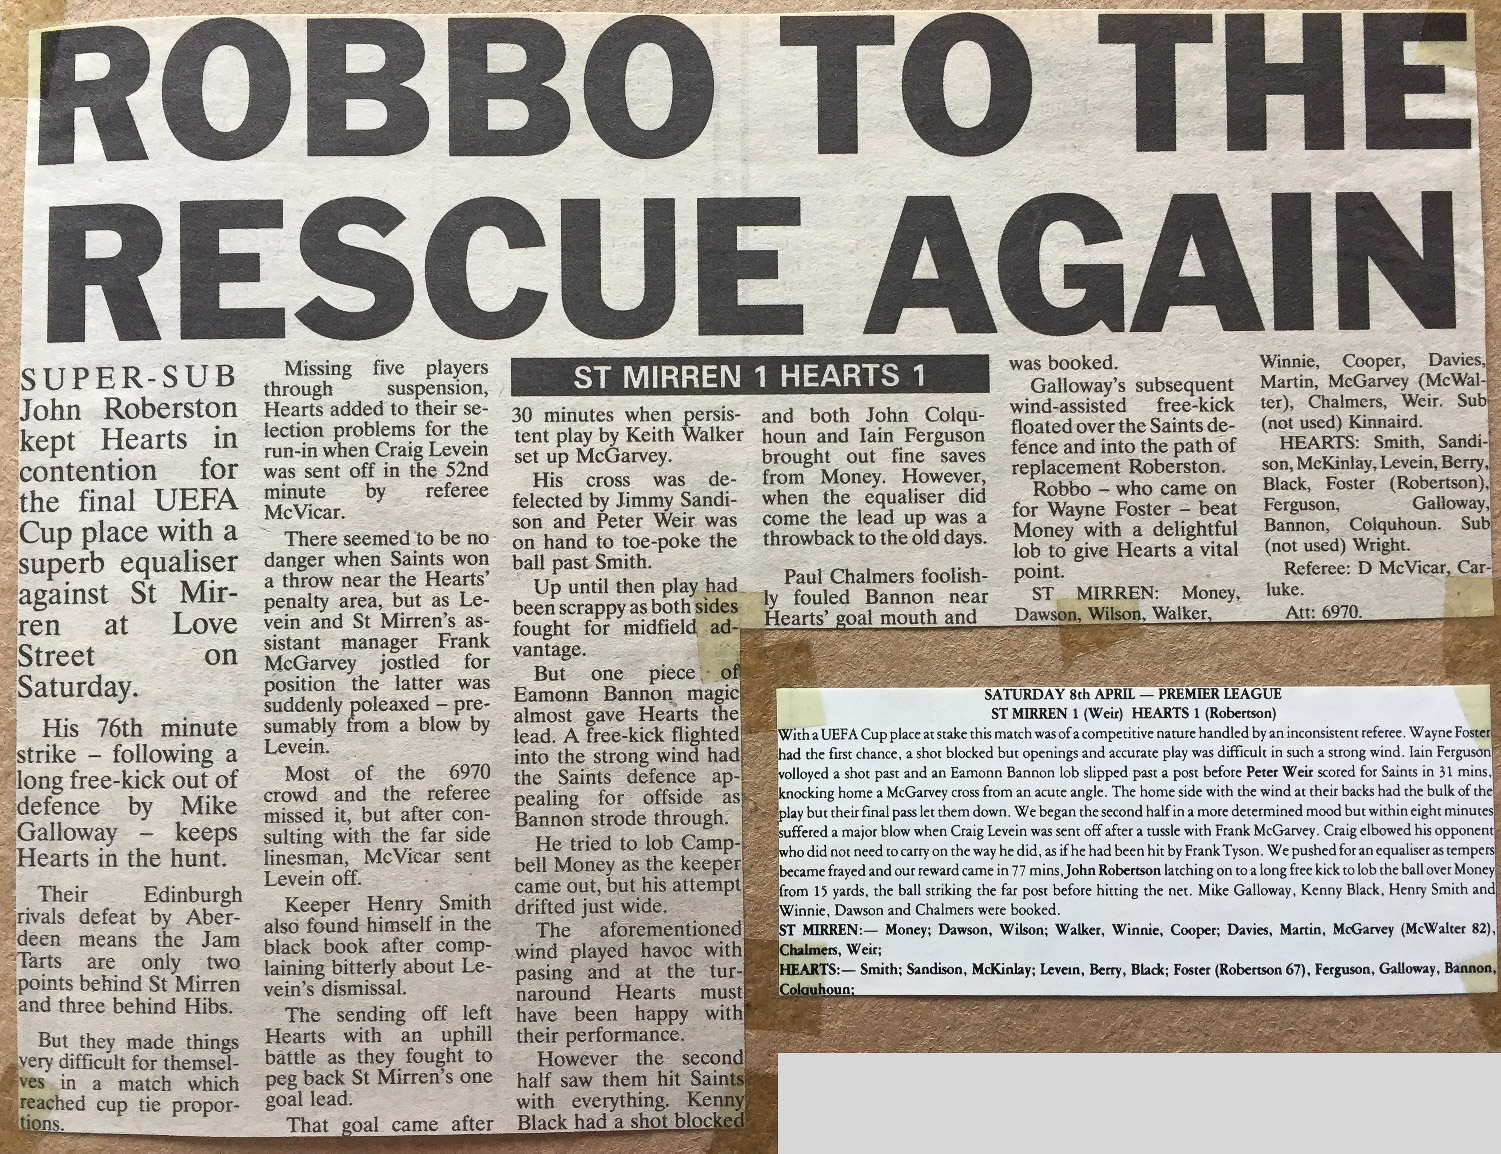 ROBBO TO THE
RESCUE AGAIN
SUPER-SUB
John Roberston
kept Hearts in
contention for
the final UEFA
Cup place with a
superb equaliser
against St Mir-
ren at Love
Street on
Saturday.
His 76th minute
strike – following a
long free-kick out of
defence by Mike
Galloway – keeps
Hearts in the hunt.
Their Edinburgh
rivals defeat by Aber-
deen means the Jam
Tarts are only two
points behind St Mirren
and three behind Hibs.
But they made things
very difficult for themsel-
ves in a match which
reached cup tie propor-
tions.
Missing five players
through suspension,
Hearts added to their se-
lection problems for the
run-in when Craig Levein
was sent off in the 52nd
minute by referee
McVicar.
There seemed to be no
danger when Saints won
a throw near the Hearts'
penalty area, but as Le-
vein and St Mirren's as-
sistant manager Frank
McGarvey jostled for
position the latter was
suddenly poleaxed – pre-
sumably from a blow by
Levein.
Most of the 6970
crowd and the referee
missed it, but after con-
sulting with the far side
linesman, McVicar sent
Levein off.
Keeper Henry Smith
also found himself in the
black book after comp-
laining bitterly about Le-
vein's dismissal.
The sending off left
Hearts with an uphill
battle as they fought to
peg back St Mirren's one
goal lead.
That goal came after
ST MIRREN 1 HEARTS 1
30 minutes when persis-
tent play by Keith Walker
set up McGarvey.
His cross was de-
felected by Jimmy Sandi-
son and Peter Weir was
on hand to toe-poke the
ball past Smith.
Up until then play had
been scrappy as both sides
fought for midfield ad-
vantage.
But one piece of
Eamonn Bannon magic
almost gave Hearts the
lead. A free-kick flighted
into the strong wind had
the Saints defence ap-
pealing for offside as
Bannon strode through.
He tried to lob Camp-
bell Money as the keeper
came out, but his attempt
drifted just wide.
The aforementioned
wind played havoc with
pasing and at the tur-
naround Hearts must
have been happy with
their performance.
However the second
half saw them hit Saints
with everything. Kenny
Black had a shot blocked
and both John Colqu-
houn and Iain Ferguson
brought out fine saves
from Money. However,
when the equaliser did
come the lead up was a
throwback to the old days.
Paul Chalmers foolish-
ly fouled Bannon near
Hearts' goal mouth and
was booked.
Galloway's subsequent
wind-assisted free-kick
floated over the Saints de-
fence and into the path of
replacement Roberston.
Robbo – who came on
for Wayne Foster – beat
Money with a delightful
lob to give Hearts a vital
point.
ST MIRREN: Money,
Dawson, Wilson, Walker,
Winnie, Cooper, Davies,
Martin, McGarvey (McWal-
ter), Chalmers, Weir. Sub
(not used) Kinnaird.
HEARTS: Smith, Sandi-
son, McKinlay, Levein, Berry,
Black, Foster (Robertson),
Ferguson, Galloway,
Bannon, Colquhoun. Sub
(not used) Wright.
Referee: D McVicar, Car-
luke.
Att: 6970.
SATURDAY 8th APRIL — PREMIER LEAGUE
ST MIRREN 1 (Weir) HEARTS 1 (Robertson)
With a UEFA Cup place at stake this match was of a competitive nature handled by an inconsistent referee. Wayne Foster
had the first chance, a shot blocked but openings and accurate play was difficult in such a strong wind. Iain Ferguson
volloyed a shot past and an Eamonn Bannon lob slipped past a post before Peter Weir scored for Saints in 31 mins,
knocking home a McGarvey cross from an acute angle. The home side with the wind at their backs had the bulk of the
play but their final pass let them down. We began the second half in a more determined mood but within eight minutes
suffered a major blow when Craig Levein was sent off after a tussle with Frank McGarvey. Craig elbowed his opponent
who did not need to carry on the way he did, as if he had been hit by Frank Tyson. We pushed for an equaliser as tempers
became frayed and our reward came in 77 mins, John Robertson latching on to a long free kick to lob the ball over Money
from 15 yards, the ball striking the far post before hitting the net. Mike Galloway, Kenny Black, Henry Smith and
Winnie, Dawson and Chalmers were booked.
ST MIRREN:— Money; Dawson, Wilson; Walker, Winnie, Cooper; Davies, Martin, McGarvey (McWalter 82),
Chalmers, Weir;
HEARTS:— Smith; Sandison, McKinlay; Levein, Berry, Black; Foster (Robertson 67), Ferguson, Galloway, Bannon,
Colquhoun;